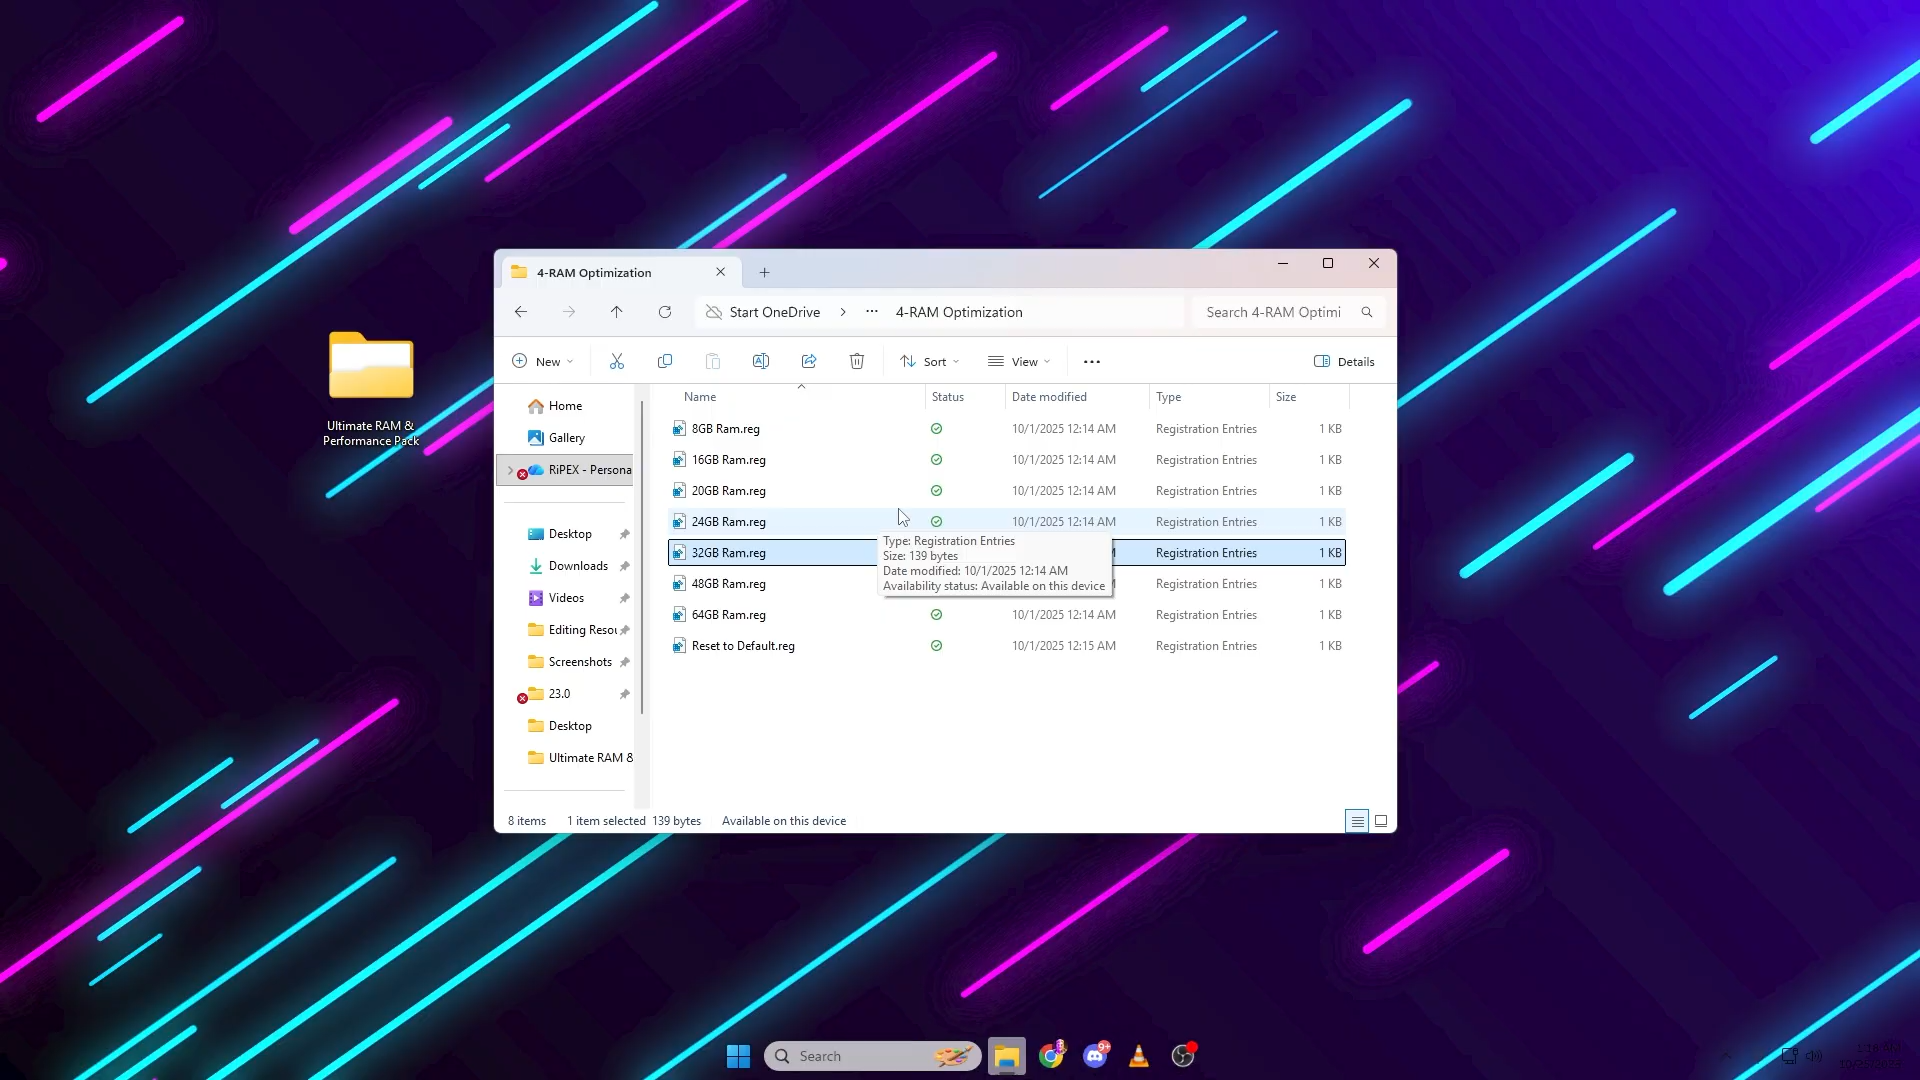 Ultimate RAM &
Performance Pack
4-RAM Optimization
Start OneDrive
4-RAM Optimization
Search 4-RAM Optimi
New
Sort
View
Details
Home
Gallery
RiPEX - Persona
Desktop
Downloads
Videos
Editing Resou
Screenshots
23.0
Desktop
Ultimate RAM &
Name Status Date modified Type Size
8GB Ram.reg 10/1/2025 12:14 AM Registration Entries 1 KB
16GB Ram.reg 10/1/2025 12:14 AM Registration Entries 1 KB
20GB Ram.reg 10/1/2025 12:14 AM Registration Entries 1 KB
24GB Ram.reg 10/1/2025 12:14 AM Registration Entries 1 KB
32GB Ram.reg Registration Entries 1 KB
48GB Ram.reg Registration Entries 1 KB
64GB Ram.reg 10/1/2025 12:14 AM Registration Entries 1 KB
Reset to Default.reg 10/1/2025 12:15 AM Registration Entries 1 KB
Type: Registration Entries
Size: 139 bytes
Date modified: 10/1/2025 12:14 AM
Availability status: Available on this device
8 items 1 item selected 139 bytes Available on this device
Search
9+